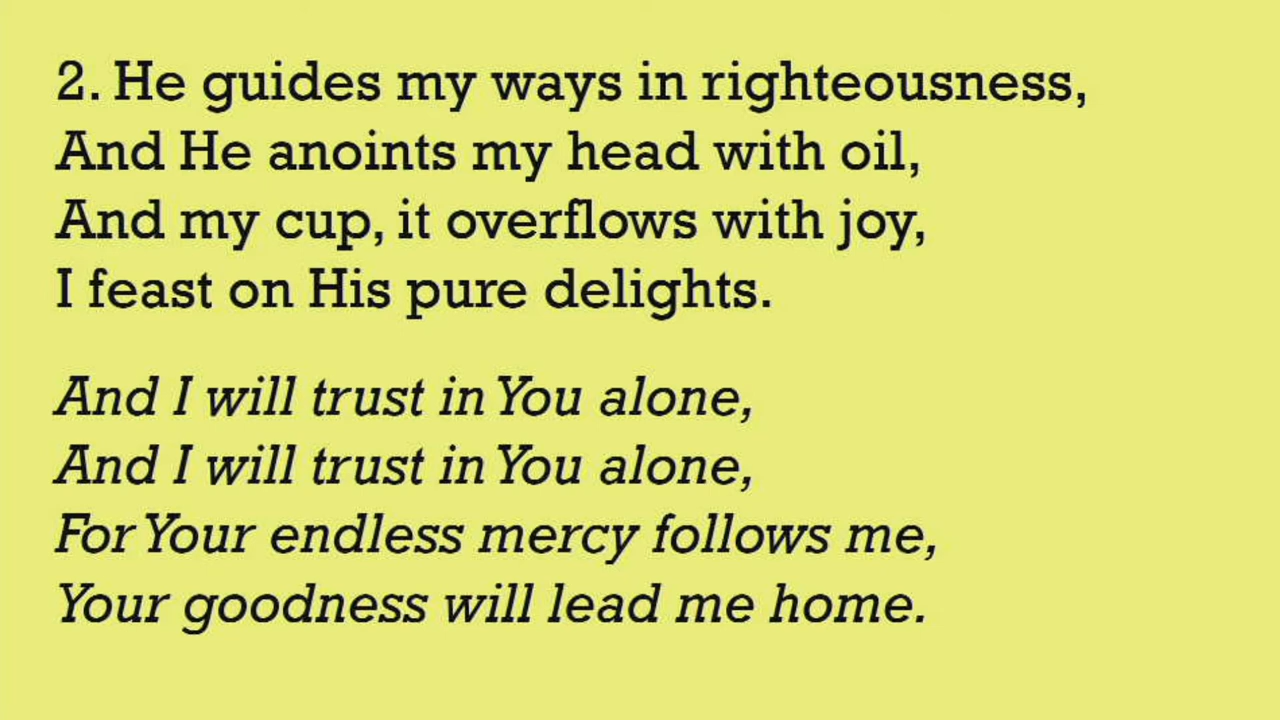 2. He guides my ways in righteousness,
And He anoints my head with oil,
And my cup, it overflows with joy,
I feast on His pure delights.
And I will trust in You alone,
And I will trust in You alone,
For Your endless mercy follows me,
Your goodness will lead me home.